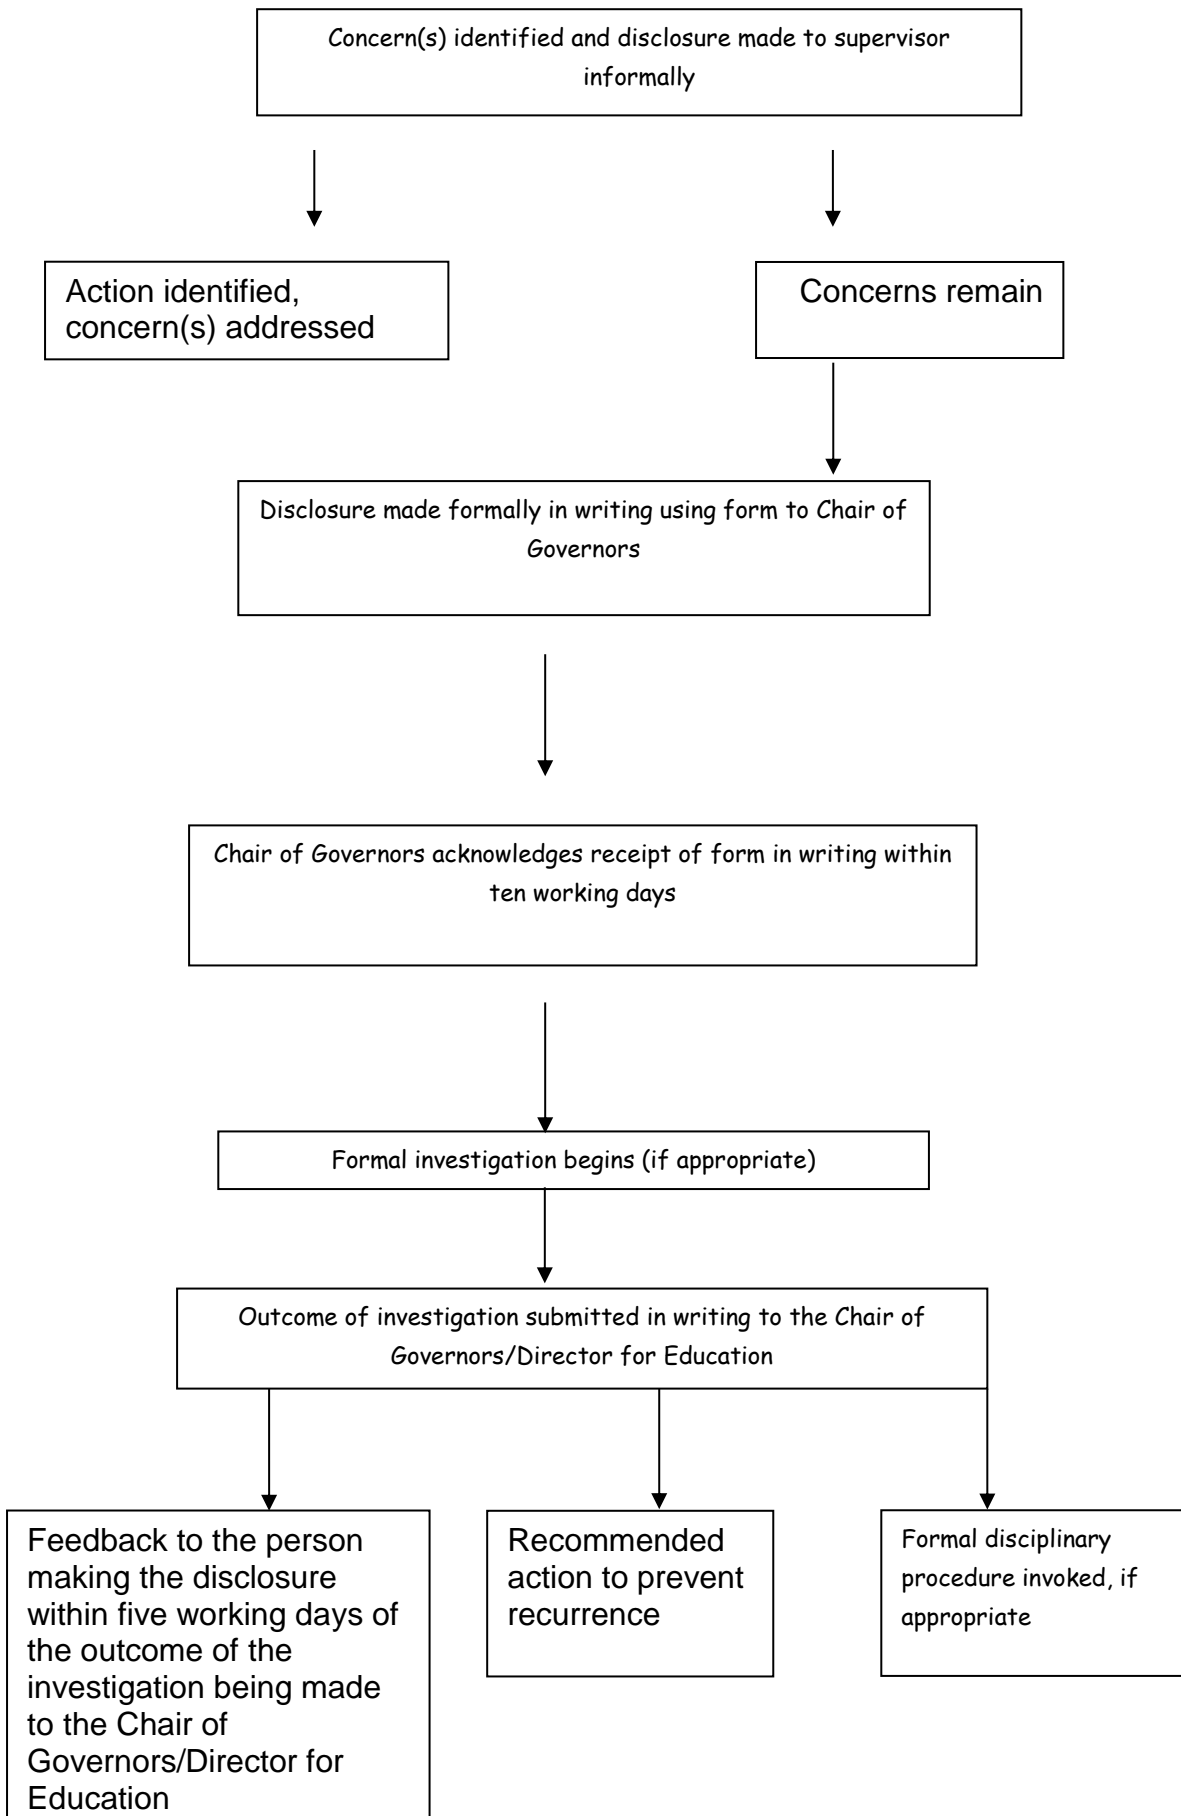 Concern(s) identified and disclosure made to supervisor
informally
Action identified,
concern(s) addressed
Concerns remain
Disclosure made formally in writing using form to Chair of
Governors
Chair of Governors acknowledges receipt of form in writing within
ten working days
Formal investigation begins (if appropriate)
Outcome of investigation submitted in writing to the Chair of
Governors/Director for Education
Feedback to the person
making the disclosure
within five working days of
the outcome of the
investigation being made
to the Chair of
Governors/Director for
Education
Recommended
action to prevent
recurrence
Formal disciplinary
procedure invoked, if
appropriate